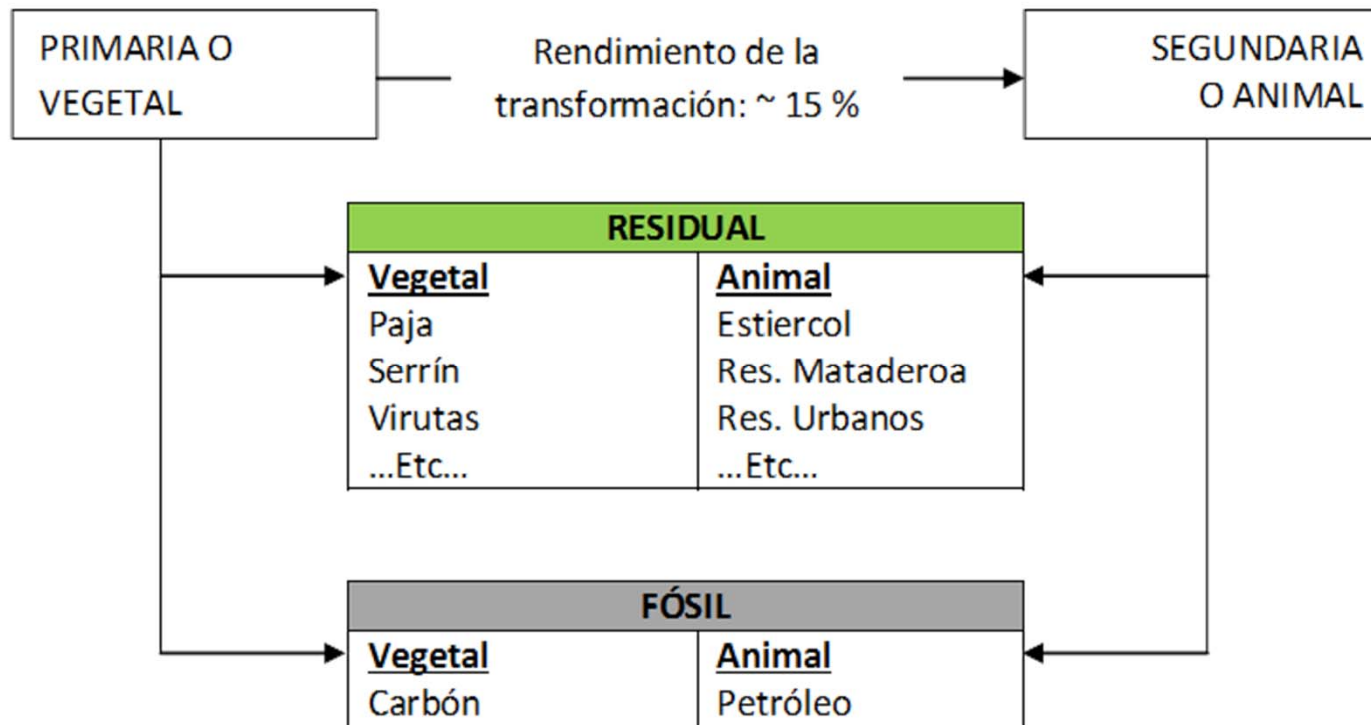 PRIMARIA O
VEGETAL
Rendimiento de la
transformación: ~ 15 %
SEGUNDARIA
O ANIMAL
RESIDUAL
Vegetal
Paja
Serrín
Virutas
...Etc...
Animal
Estiercol
Res. Mataderoa
Res. Urbanos
...Etc...
FÓSIL
Vegetal
Carbón
Animal
Petróleo